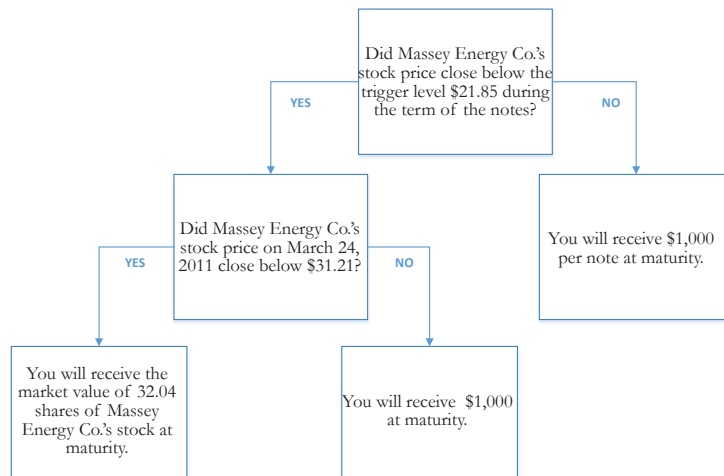 Did Massey Energy Co.'s
stock price close below the
trigger level $21.85 during
the term of the notes?
YES
NO
Did Massey Energy Co.'s
stock price on March 24,
2011 close below $31.21?
You will receive $1,000
per note at maturity.
YES
NO
You will receive the
market value of 32.04
shares of Massey
Energy Co.'s stock at
maturity.
You will receive $1,000
at maturity.